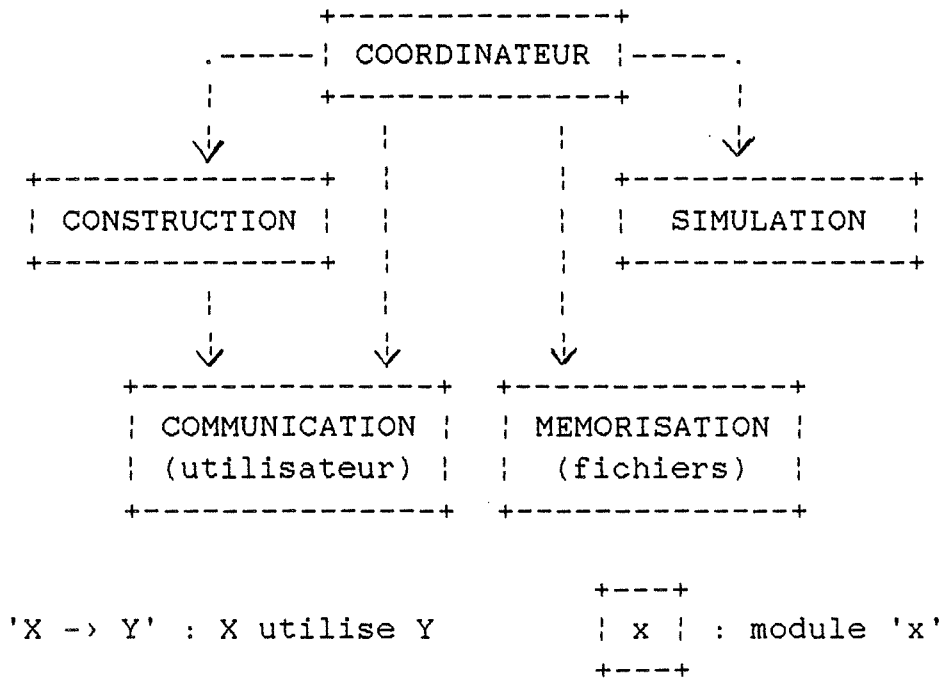 COORDINATEUR
CONSTRUCTION
SIMULATION
COMMUNICATION
(utilisateur)
MEMORISATION
(fichiers)
'X -> Y' : X utilise Y
x : module 'x'